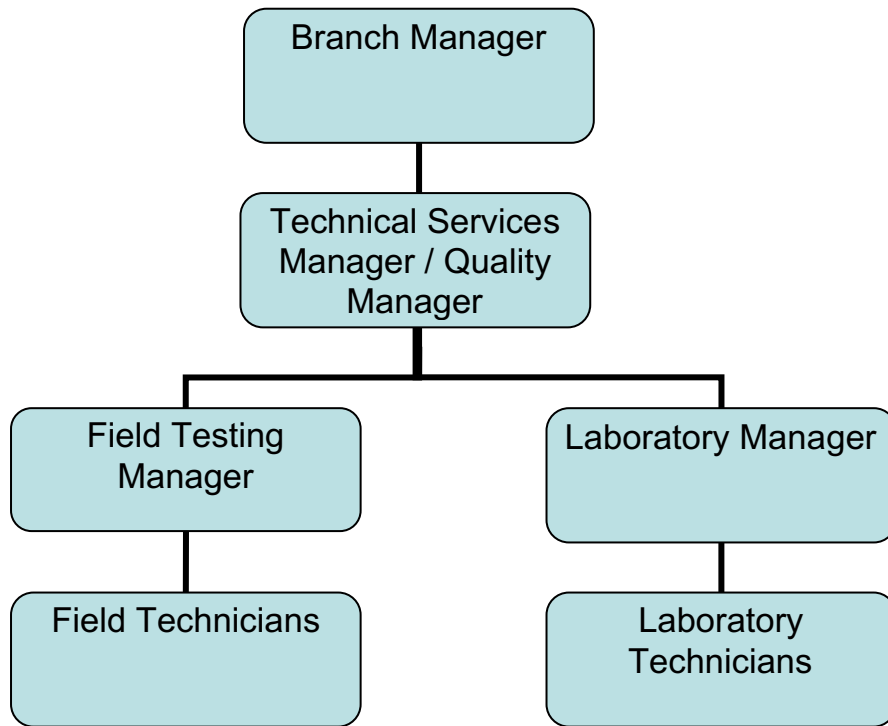 Branch Manager
Technical Services
Manager / Quality
Manager
Field Testing
Manager
Laboratory Manager
Field Technicians
Laboratory
Technicians